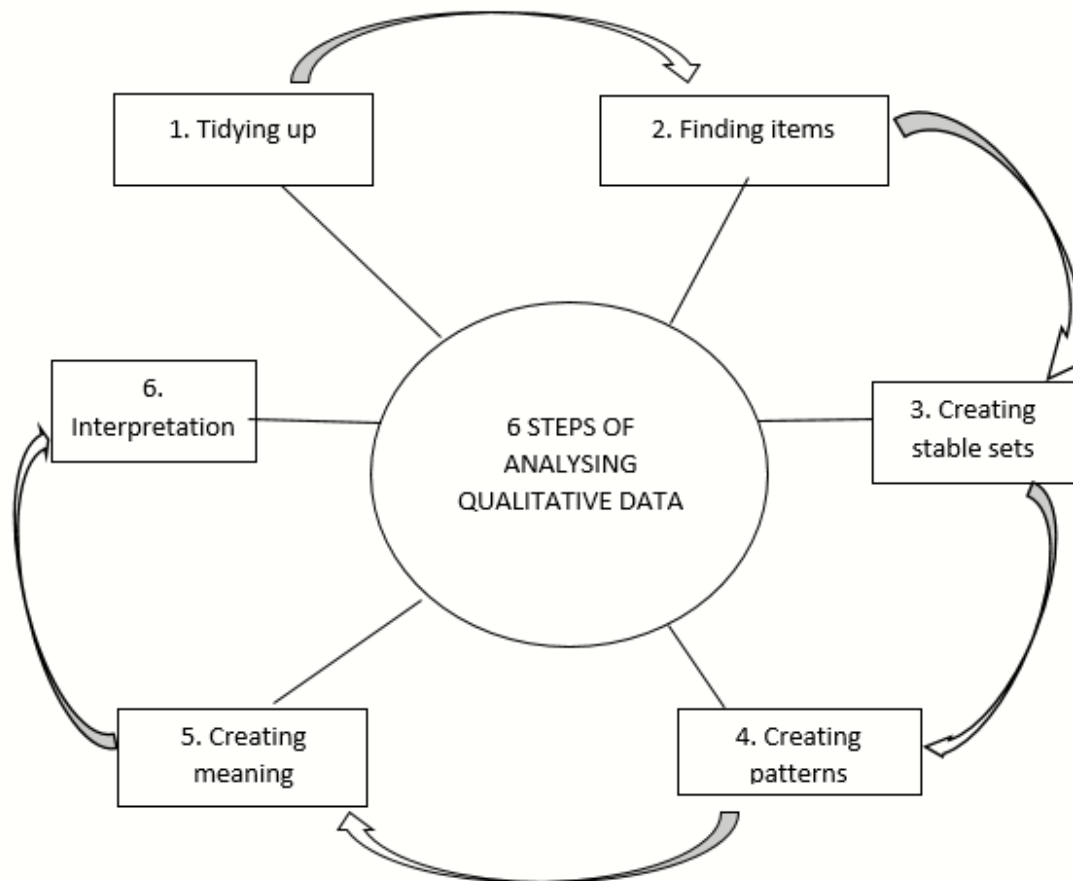 1. Tidying up
2. Finding items
3. Creating
stable sets
4. Creating
patterns
5. Creating
meaning
6.
Interpretation
6 STEPS OF
ANALYSING
QUALITATIVE DATA